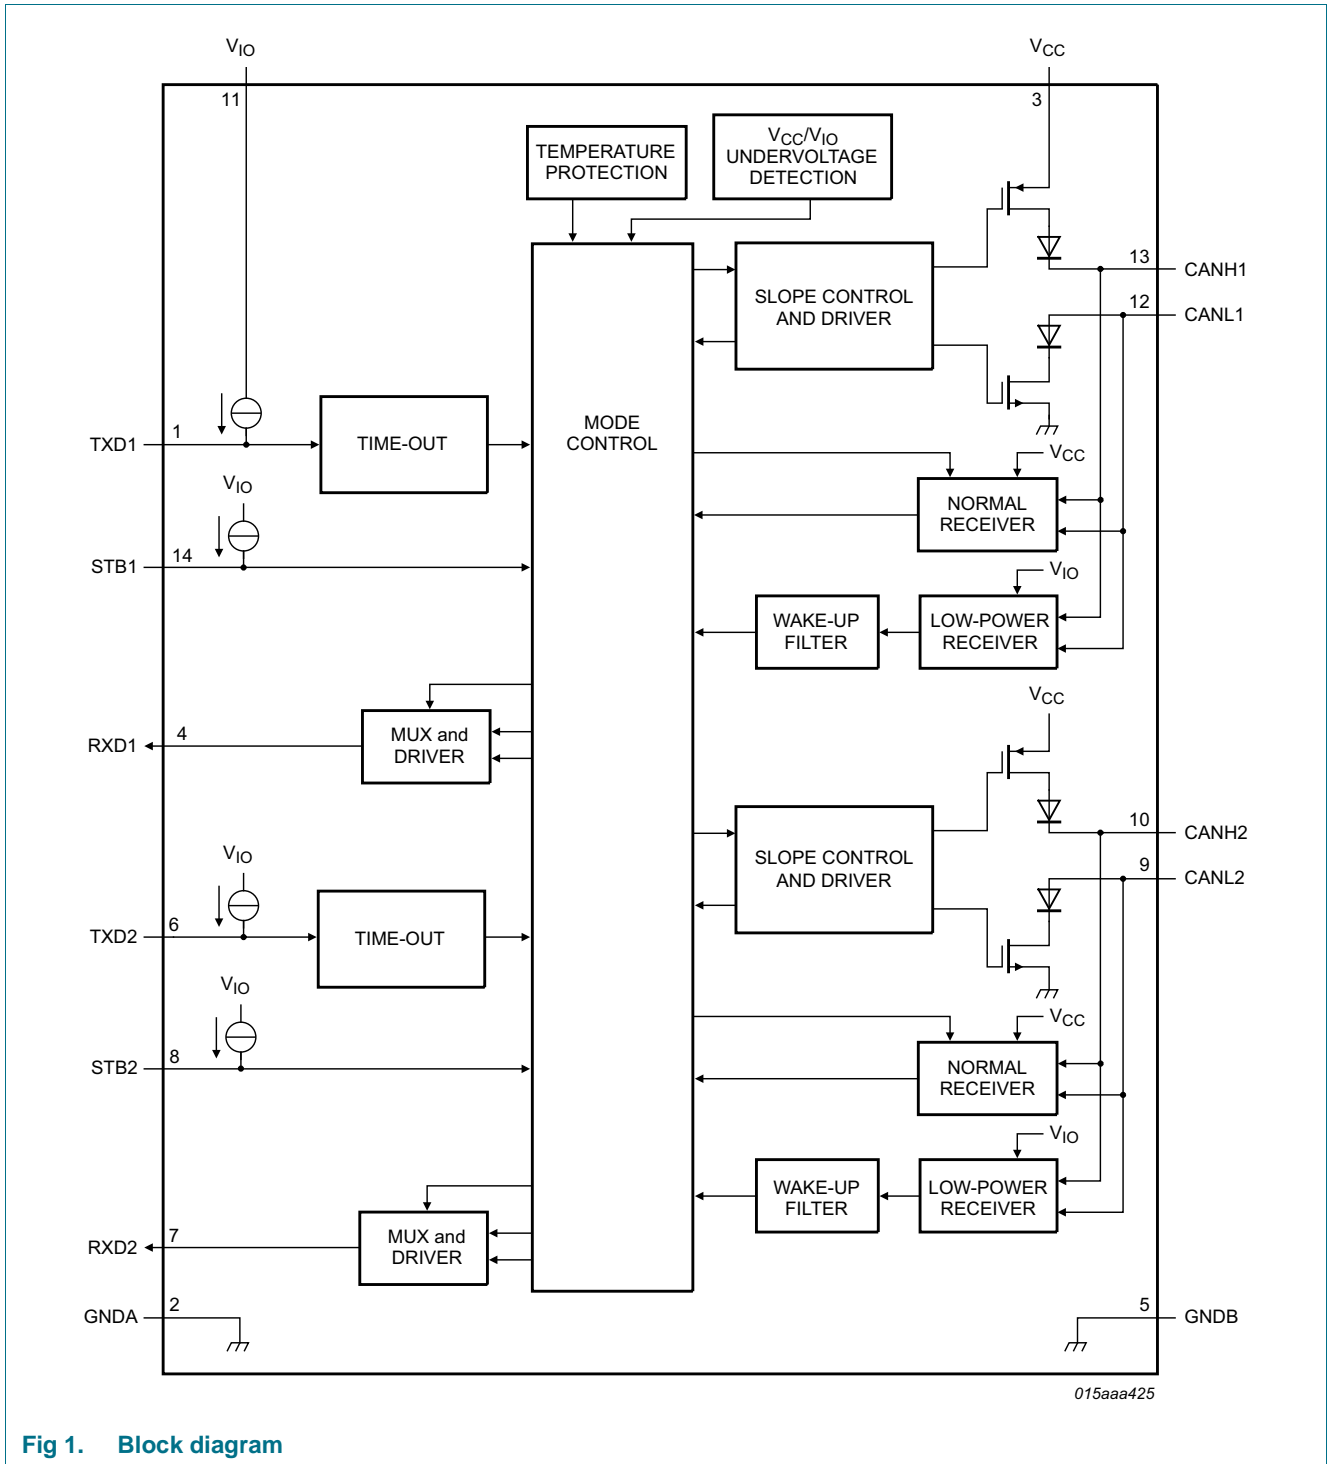 VIO
VCC
11
3
TEMPERATURE
PROTECTION
VCC/VIO
UNDERVOLTAGE
DETECTION
SLOPE CONTROL
AND DRIVER
13
CANH1
12
CANL1
MODE
CONTROL
TXD1
1
TIME-OUT
VCC
VIO
NORMAL
RECEIVER
STB1
14
VIO
WAKE-UP
FILTER
LOW-POWER
RECEIVER
VCC
RXD1
4
MUX and
DRIVER
10
CANH2
SLOPE CONTROL
AND DRIVER
VIO
9
CANL2
TXD2
6
TIME-OUT
VIO
VCC
STB2
8
NORMAL
RECEIVER
VIO
WAKE-UP
FILTER
LOW-POWER
RECEIVER
RXD2
7
MUX and
DRIVER
GNDA
2
5
GNDB
015aaa425
Fig 1. Block diagram